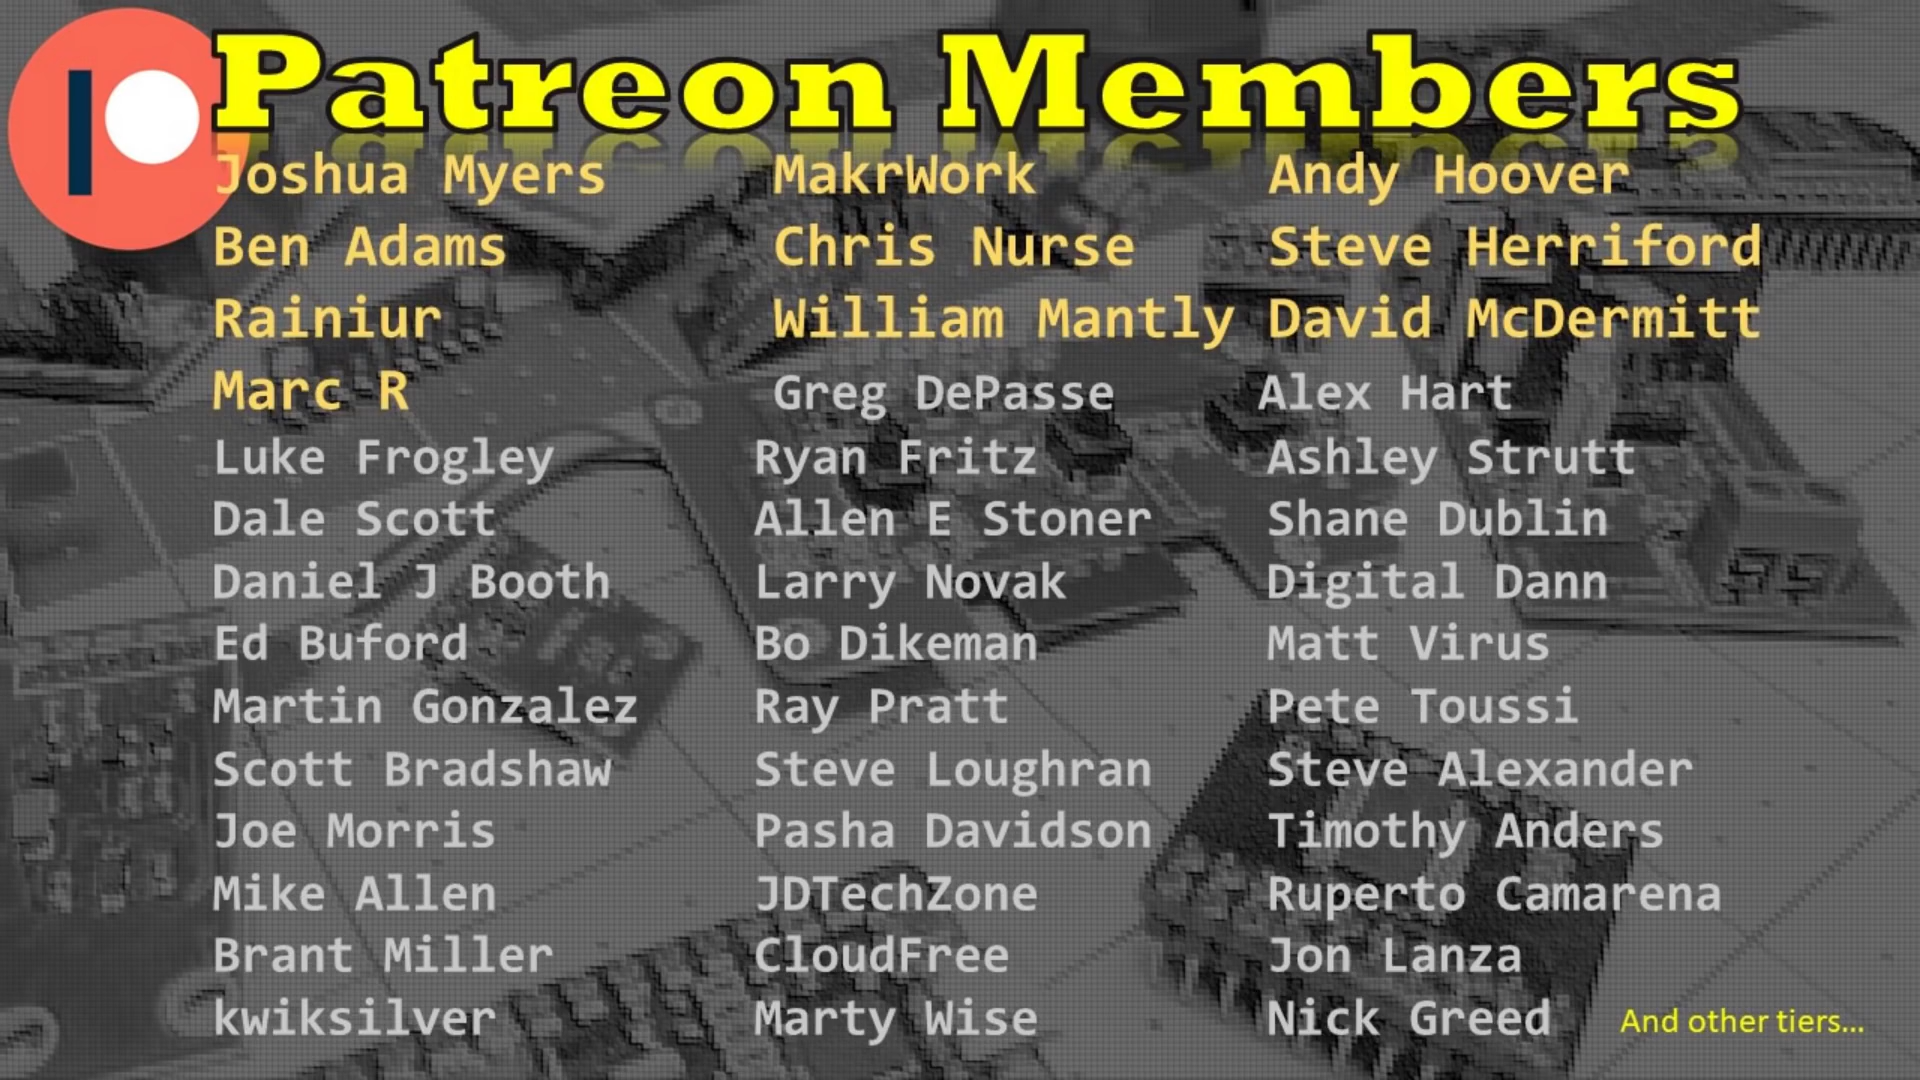 Patreon Members
Joshua Myers MakrWork Andy Hoover
Ben Adams Chris Nurse Steve Herriford
Rainiur William Mantly David McDermitt
Marc R Greg DePasse Alex Hart
Luke Frogley Ryan Fritz Ashley Strutt
Dale Scott Allen E Stoner Shane Dublin
Daniel J Booth Larry Novak Digital Dann
Ed Buford Bo Dikeman Matt Virus
Martin Gonzalez Ray Pratt Pete Toussi
Scott Bradshaw Steve Loughran Steve Alexander
Joe Morris Pasha Davidson Timothy Anders
Mike Allen JDTechZone Ruperto Camarena
Brant Miller CloudFree Jon Lanza
kwiksilver Marty Wise Nick Greed
And other tiers...